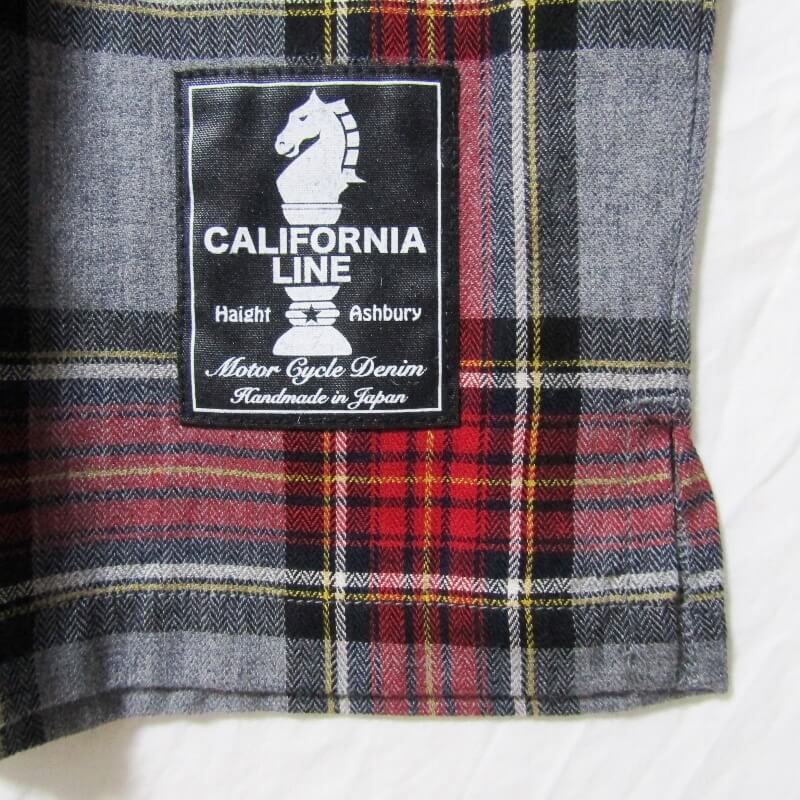 CALIFORNIA
LINE
Haight ★ Ashbury
Motor Cycle Denim
Handmade in Japan